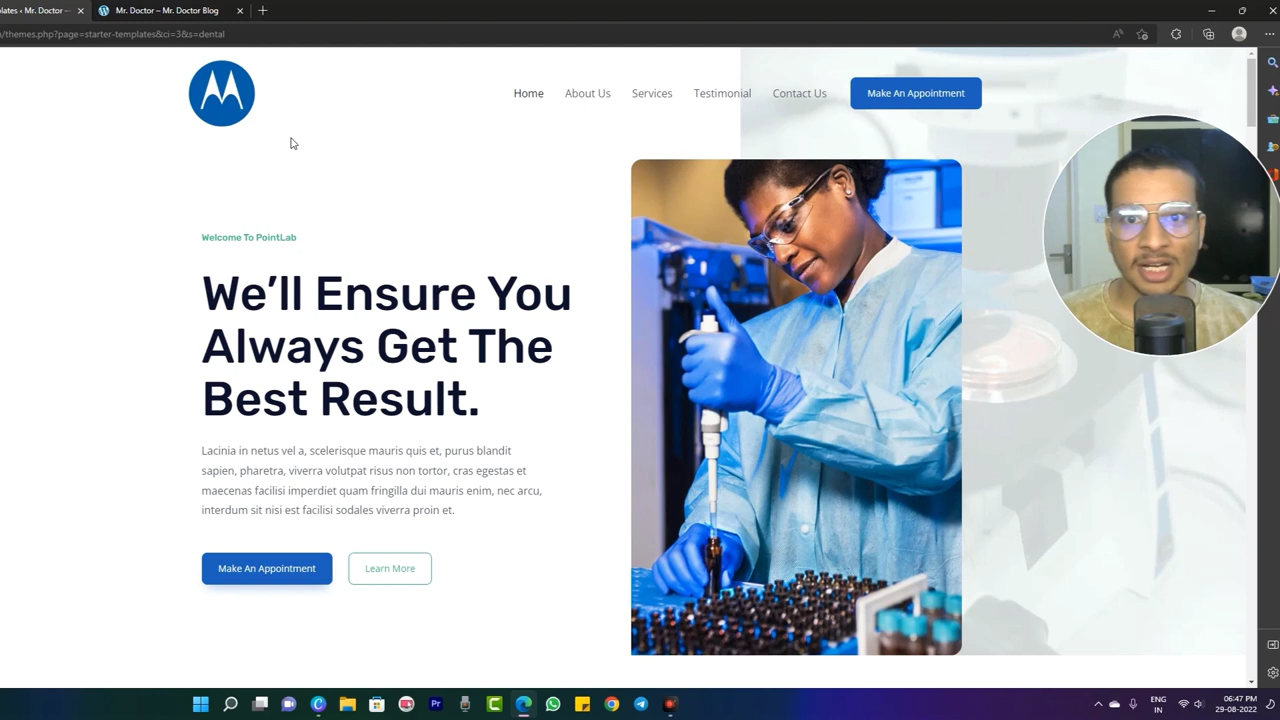 plates ‹ Mr. Doctor —
Mr. Doctor – Mr. Doctor Blog
/themes.php?page=starter-templates&ci=3&s=dental
Home
About Us
Services
Testimonial
Contact Us
Make An Appointment
Welcome To PointLab
We’ll Ensure You
Always Get The
Best Result.
Lacinia in netus vel a, scelerisque mauris quis et, purus blandit
sapien, pharetra, viverra volutpat risus non tortor, cras egestas et
maecenas facilisi imperdiet quam fringilla dui mauris enim, nec arcu,
interdum sit nisi est facilisi sodales viverra proin et.
Make An Appointment
Learn More
Pr
ENG
IN
06:47 PM
29-08-2022